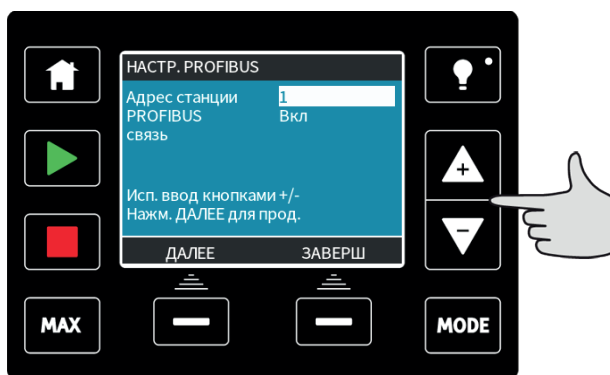 НАСТР. PROFIBUS
Адрес станции 1
PROFIBUS Вкл
связь
+
Исп. ввод кнопками +/-
Нажм. ДАЛЕЕ для прод.
−
ДАЛЕЕ ЗАВЕРШ
MAX MODE